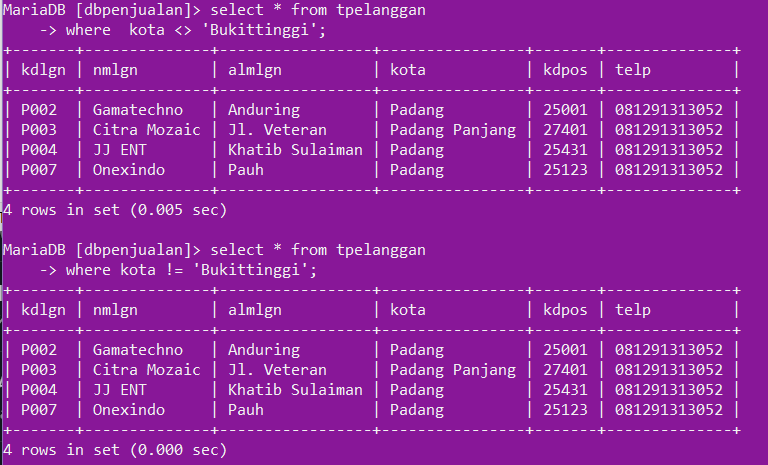 MariaDB [dbpenjualan]> select * from tpelanggan
    -> where  kota <> 'Bukittinggi';
+-------+--------------+-----------------+----------------+-------+--------------+
| kdlgn | nmlgn        | almlgn          | kota           | kdpos | telp         |
+-------+--------------+-----------------+----------------+-------+--------------+
| P002  | Gamatechno   | Anduring        | Padang         | 25001 | 081291313052 |
| P003  | Citra Mozaic | Jl. Veteran     | Padang Panjang | 27401 | 081291313052 |
| P004  | JJ ENT       | Khatib Sulaiman | Padang         | 25431 | 081291313052 |
| P007  | Onexindo     | Pauh            | Padang         | 25123 | 081291313052 |
+-------+--------------+-----------------+----------------+-------+--------------+
4 rows in set (0.005 sec)
MariaDB [dbpenjualan]> select * from tpelanggan
    -> where kota != 'Bukittinggi';
+-------+--------------+-----------------+----------------+-------+--------------+
| kdlgn | nmlgn        | almlgn          | kota           | kdpos | telp         |
+-------+--------------+-----------------+----------------+-------+--------------+
| P002  | Gamatechno   | Anduring        | Padang         | 25001 | 081291313052 |
| P003  | Citra Mozaic | Jl. Veteran     | Padang Panjang | 27401 | 081291313052 |
| P004  | JJ ENT       | Khatib Sulaiman | Padang         | 25431 | 081291313052 |
| P007  | Onexindo     | Pauh            | Padang         | 25123 | 081291313052 |
+-------+--------------+-----------------+----------------+-------+--------------+
4 rows in set (0.000 sec)